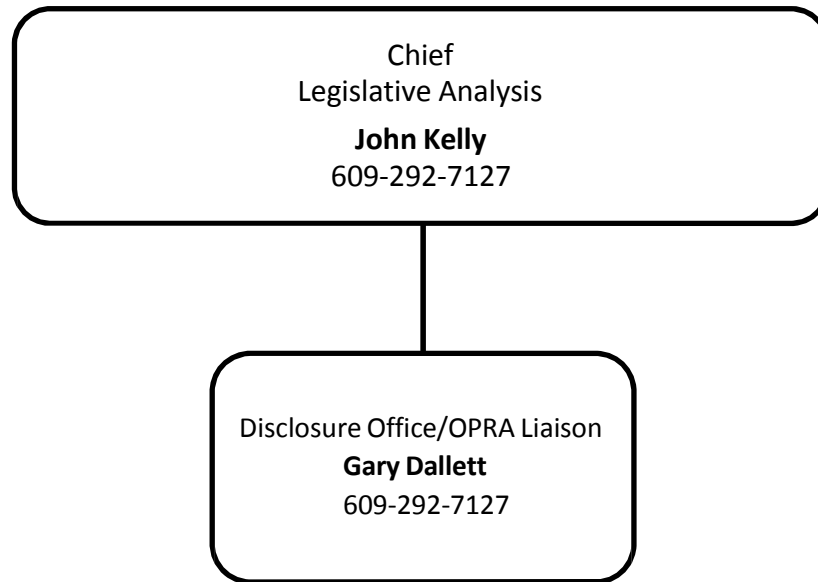 Chief
Legislative Analysis
John Kelly
609-292-7127
Disclosure Office/OPRA Liaison
Gary Dallett
609-292-7127